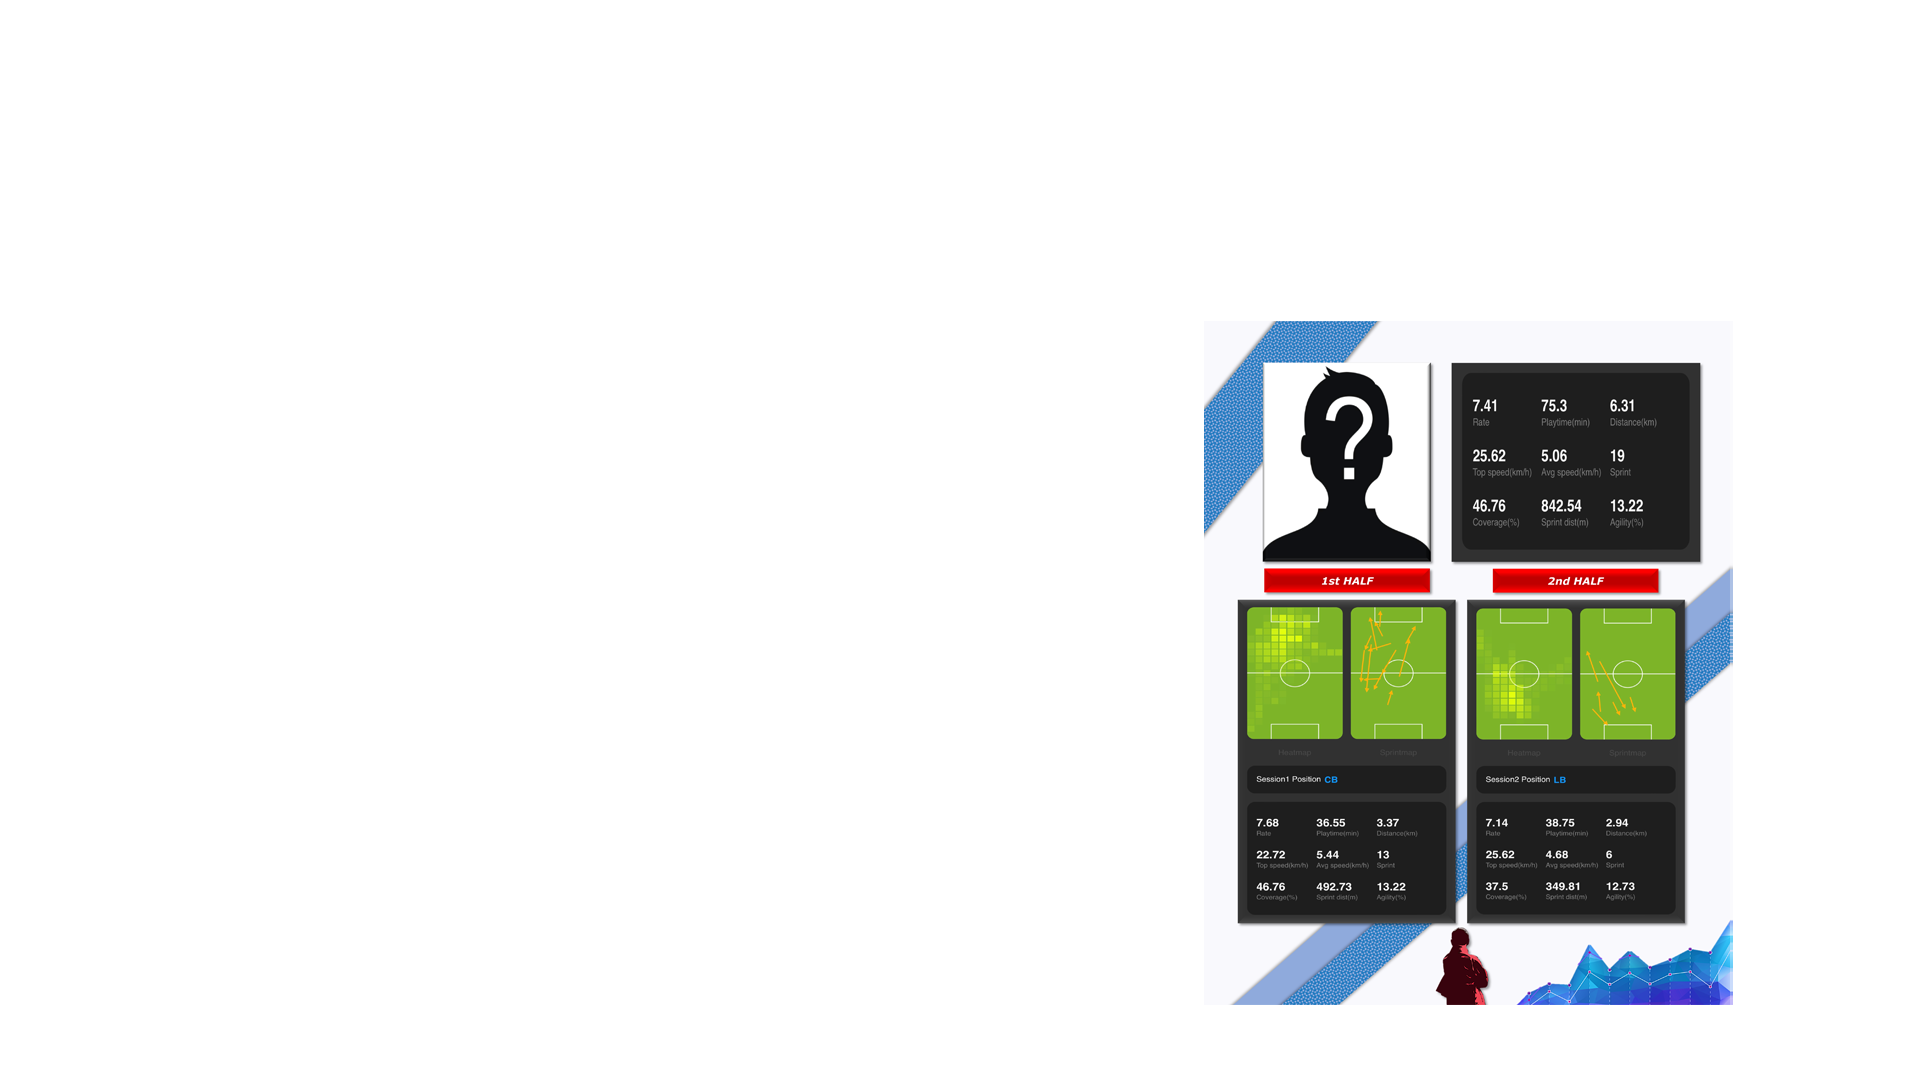 ?
7.41 75.3 6.31
Rate Playtime(min) Distance(km)
25.62 5.06 19
Top speed(km/h) Avg speed(km/h) Sprint
46.76 842.54 13.22
Coverage(%) Sprint dist(m) Agility(%)
1st HALF
Heatmap Sprintmap
Session1 Position CB
7.68 36.55 3.37
Rate Playtime(min) Distance(km)
22.72 5.44 13
Top speed(km/h) Avg speed(km/h) Sprint
46.76 492.73 13.22
Coverage(%) Sprint dist(m) Agility(%)
2nd HALF
Heatmap Sprintmap
Session2 Position LB
7.14 38.75 2.94
Rate Playtime(min) Distance(km)
25.62 4.68 6
Top speed(km/h) Avg speed(km/h) Sprint
37.5 349.81 12.73
Coverage(%) Sprint dist(m) Agility(%)